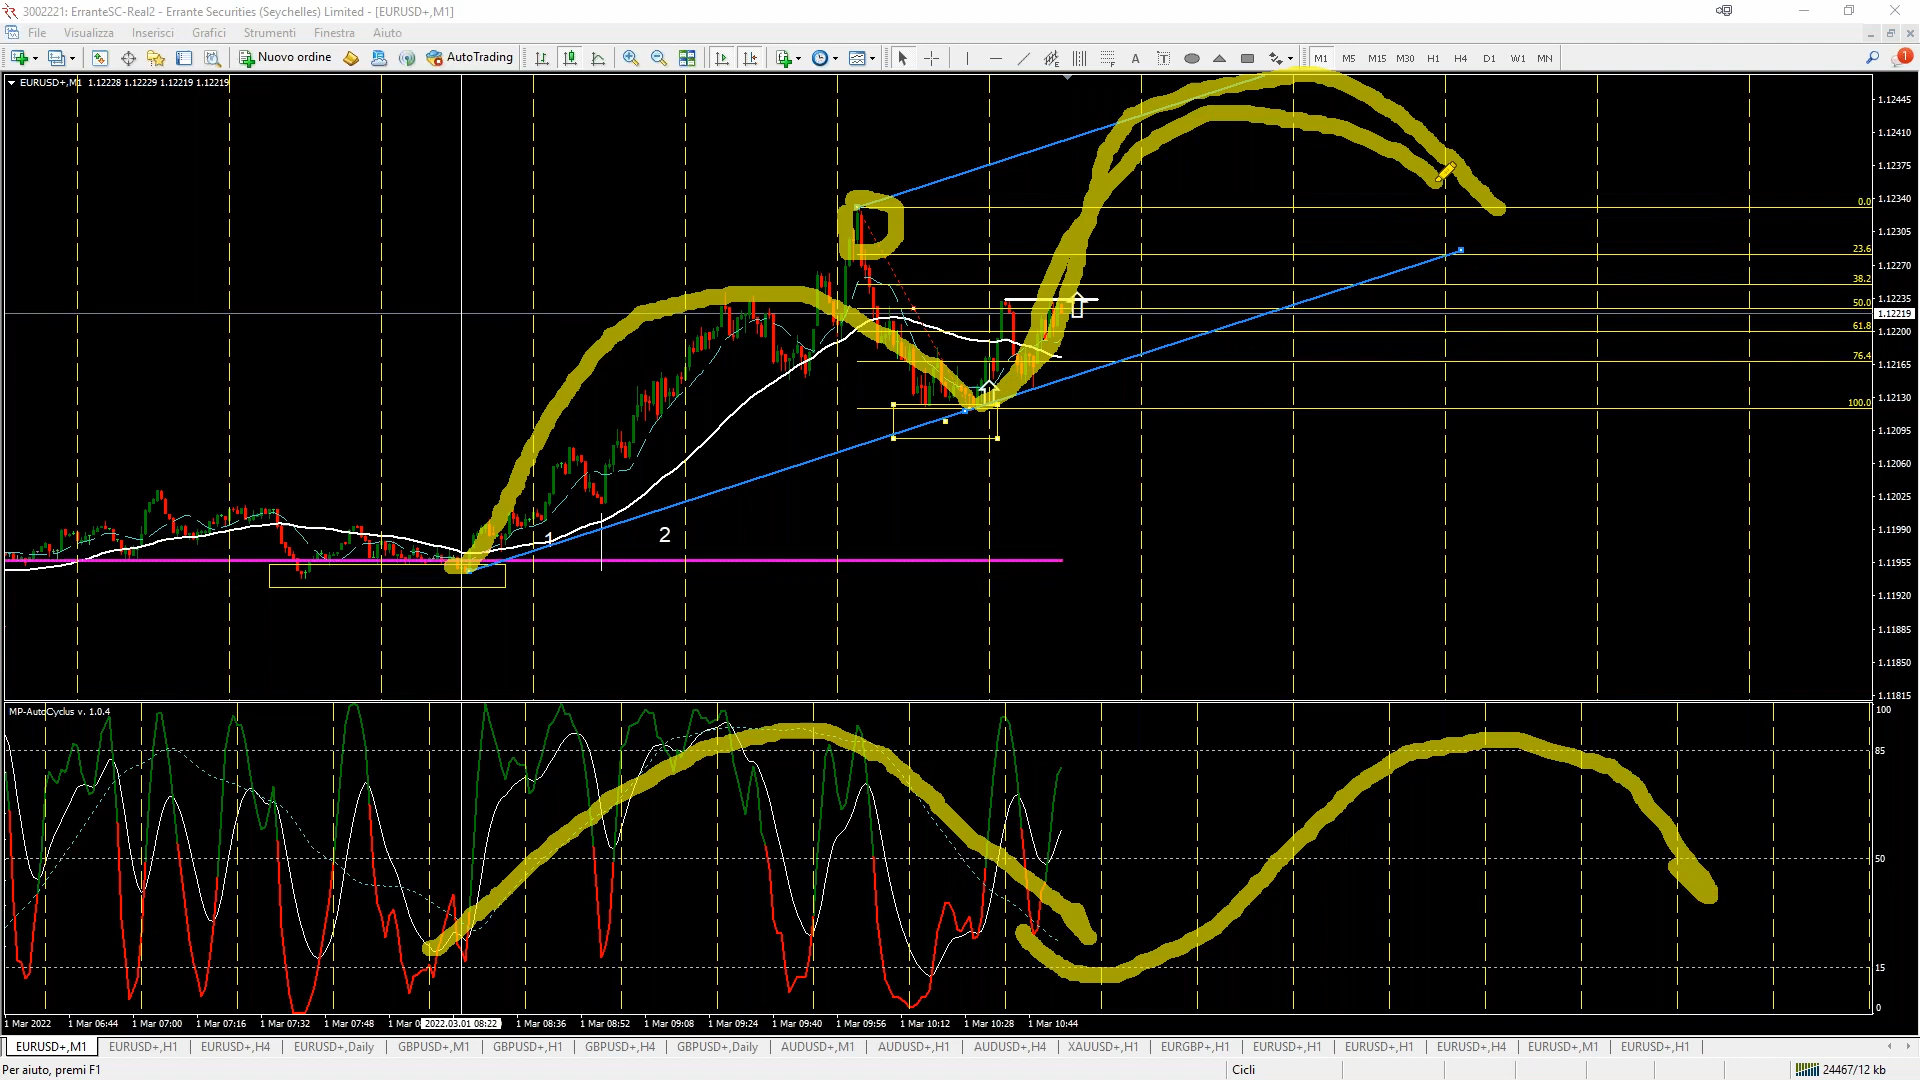 3002221: ErranteSC-Real2 - Errante Securities (Seychelles) Limited - [EURUSD+,M1]
File Visualizza Inserisci Grafici Strumenti Finestra Aiuto
Nuovo ordine AutoTrading A T M1 M5 M15 M30 H1 H4 D1 W1 MN 1
EURUSD+,M1 1.12228 1.12229 1.12219 1.12219
1.12445
1.12410
1.12375
0.0 1.12340
1.12305
23.6
1.12270
38.2
1.12235
50.0
1.12219
61.8 1.12200
76.4 1.12165
100.0 1.12130
1.12095
1.12060
1.12025
1 2 1.11990
1.11955
1.11920
1.11885
1.11850
1.11815
MP-AutoCyclus v. 1.0.4 100
85
50
15
0
1 Mar 2022 1 Mar 06:44 1 Mar 07:00 1 Mar 07:16 1 Mar 07:32 1 Mar 07:48 1 Mar 0 2022.03.01 08:22 1 Mar 08:36 1 Mar 08:52 1 Mar 09:08 1 Mar 09:24 1 Mar 09:40 1 Mar 09:56 1 Mar 10:12 1 Mar 10:28 1 Mar 10:44
EURUSD+,M1 EURUSD+,H1 EURUSD+,H4 EURUSD+,Daily GBPUSD+,M1 GBPUSD+,H1 GBPUSD+,H4 GBPUSD+,Daily AUDUSD+,M1 AUDUSD+,H1 AUDUSD+,H4 XAUUSD+,H1 EURGBP+,H1 EURUSD+,H1 EURUSD+,H1 EURUSD+,H4 EURUSD+,M1 EURUSD+,H1
Per aiuto, premi F1 Cicli 24467/12 kb